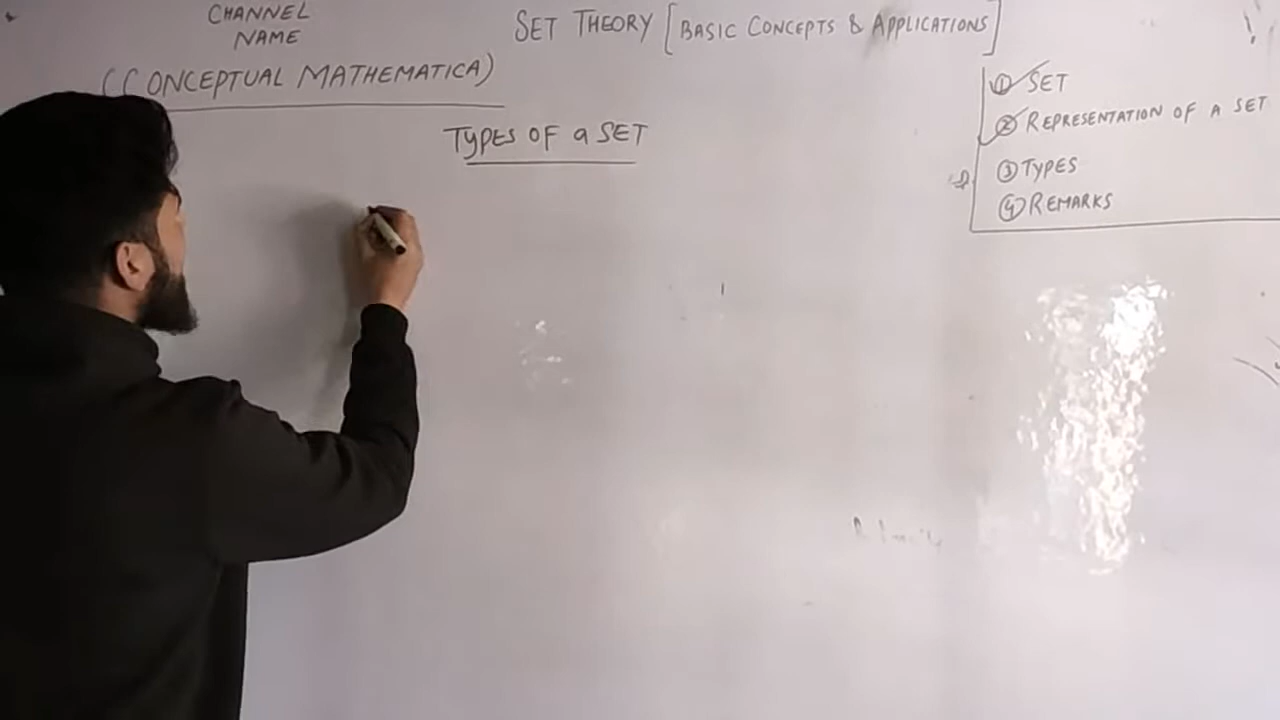 CHANNEL
NAME
(CONCEPTUAL MATHEMATICA)
SET THEORY [BASIC CONCEPTS & APPLICATIONS]
TYPES OF a SET
① SET
② REPRESENTATION OF A SET
③ TYPES
④ REMARKS